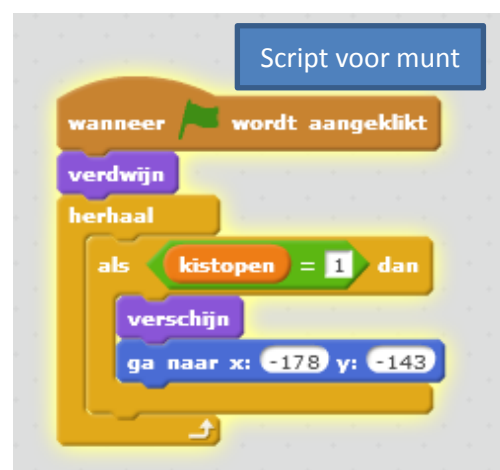 Script voor munt
wanneer wordt aangeklikt
verdwijn
herhaal
als kistopen = 1 dan
verschijn
ga naar x: -178 y: -143